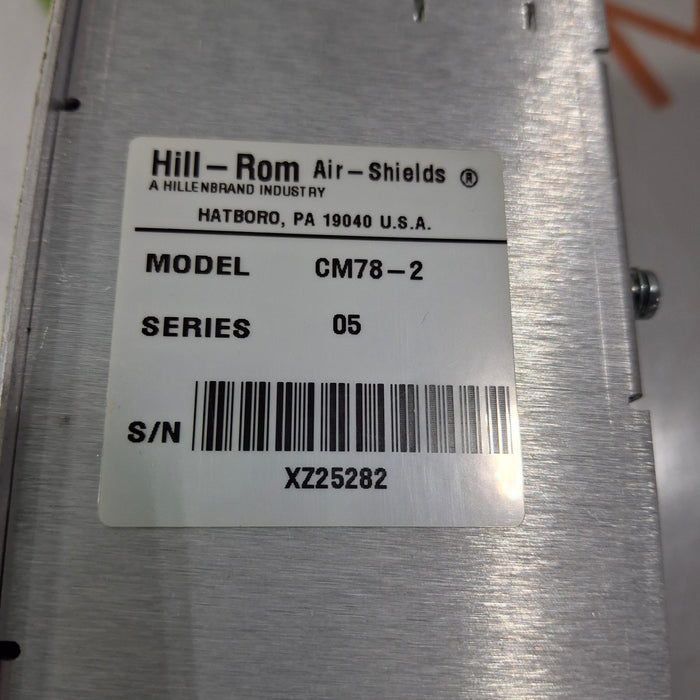 Hill-Rom Air-Shields ®
A HILLENBRAND INDUSTRY
HATBORO, PA 19040 U.S.A.
MODEL CM78-2
SERIES 05
S/N
XZ25282